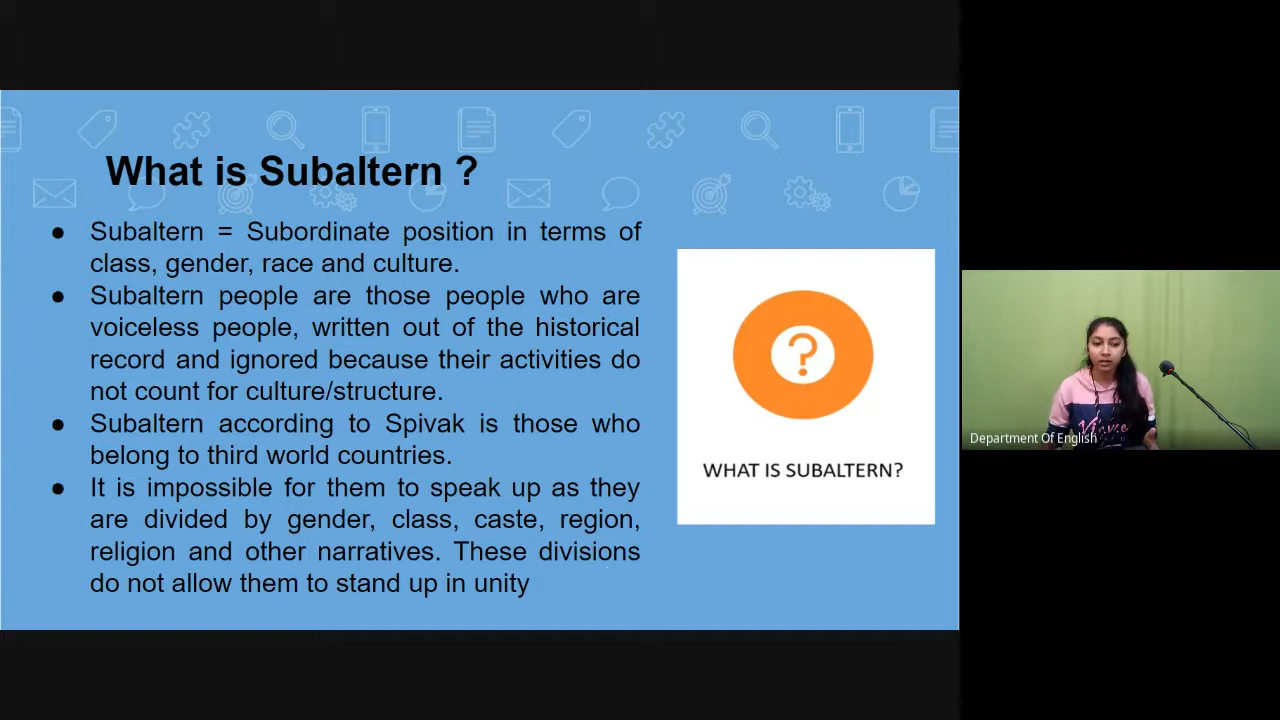 What is Subaltern ?
● Subaltern = Subordinate position in terms of
class, gender, race and culture.
● Subaltern people are those people who are
voiceless people, written out of the historical
record and ignored because their activities do
not count for culture/structure.
● Subaltern according to Spivak is those who
belong to third world countries.
● It is impossible for them to speak up as they
are divided by gender, class, caste, region,
religion and other narratives. These divisions
do not allow them to stand up in unity
?
WHAT IS SUBALTERN?
Department Of English